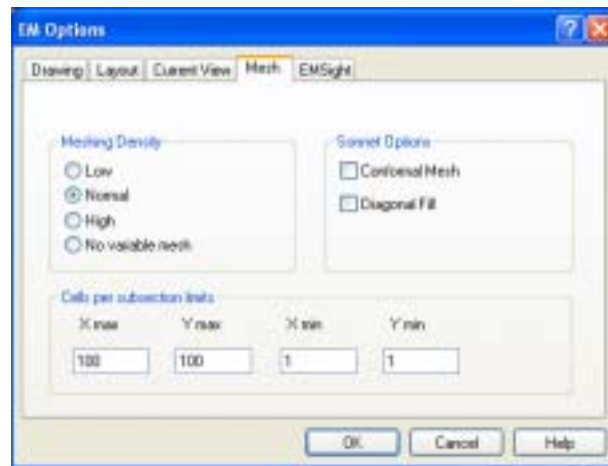 EM Options
Drawing Layout Current View Mesh EMSight
Meshing Density
Low
Normal
High
No variable mesh
Sonnet Options
Conformal Mesh
Diagonal Fill
Cells per subsection limits
X max Y max X min Y min
100 100 1 1
OK Cancel Help